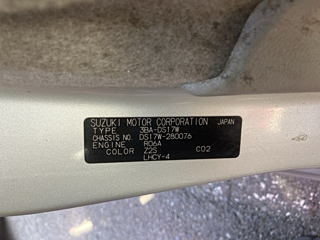 SUZUKI MOTOR CORPORATION JAPAN
TYPE 3BA-DS17W
CHASSIS NO. DS17W-280076
ENGINE R06A
COLOR Z2S C02
LHCY-4